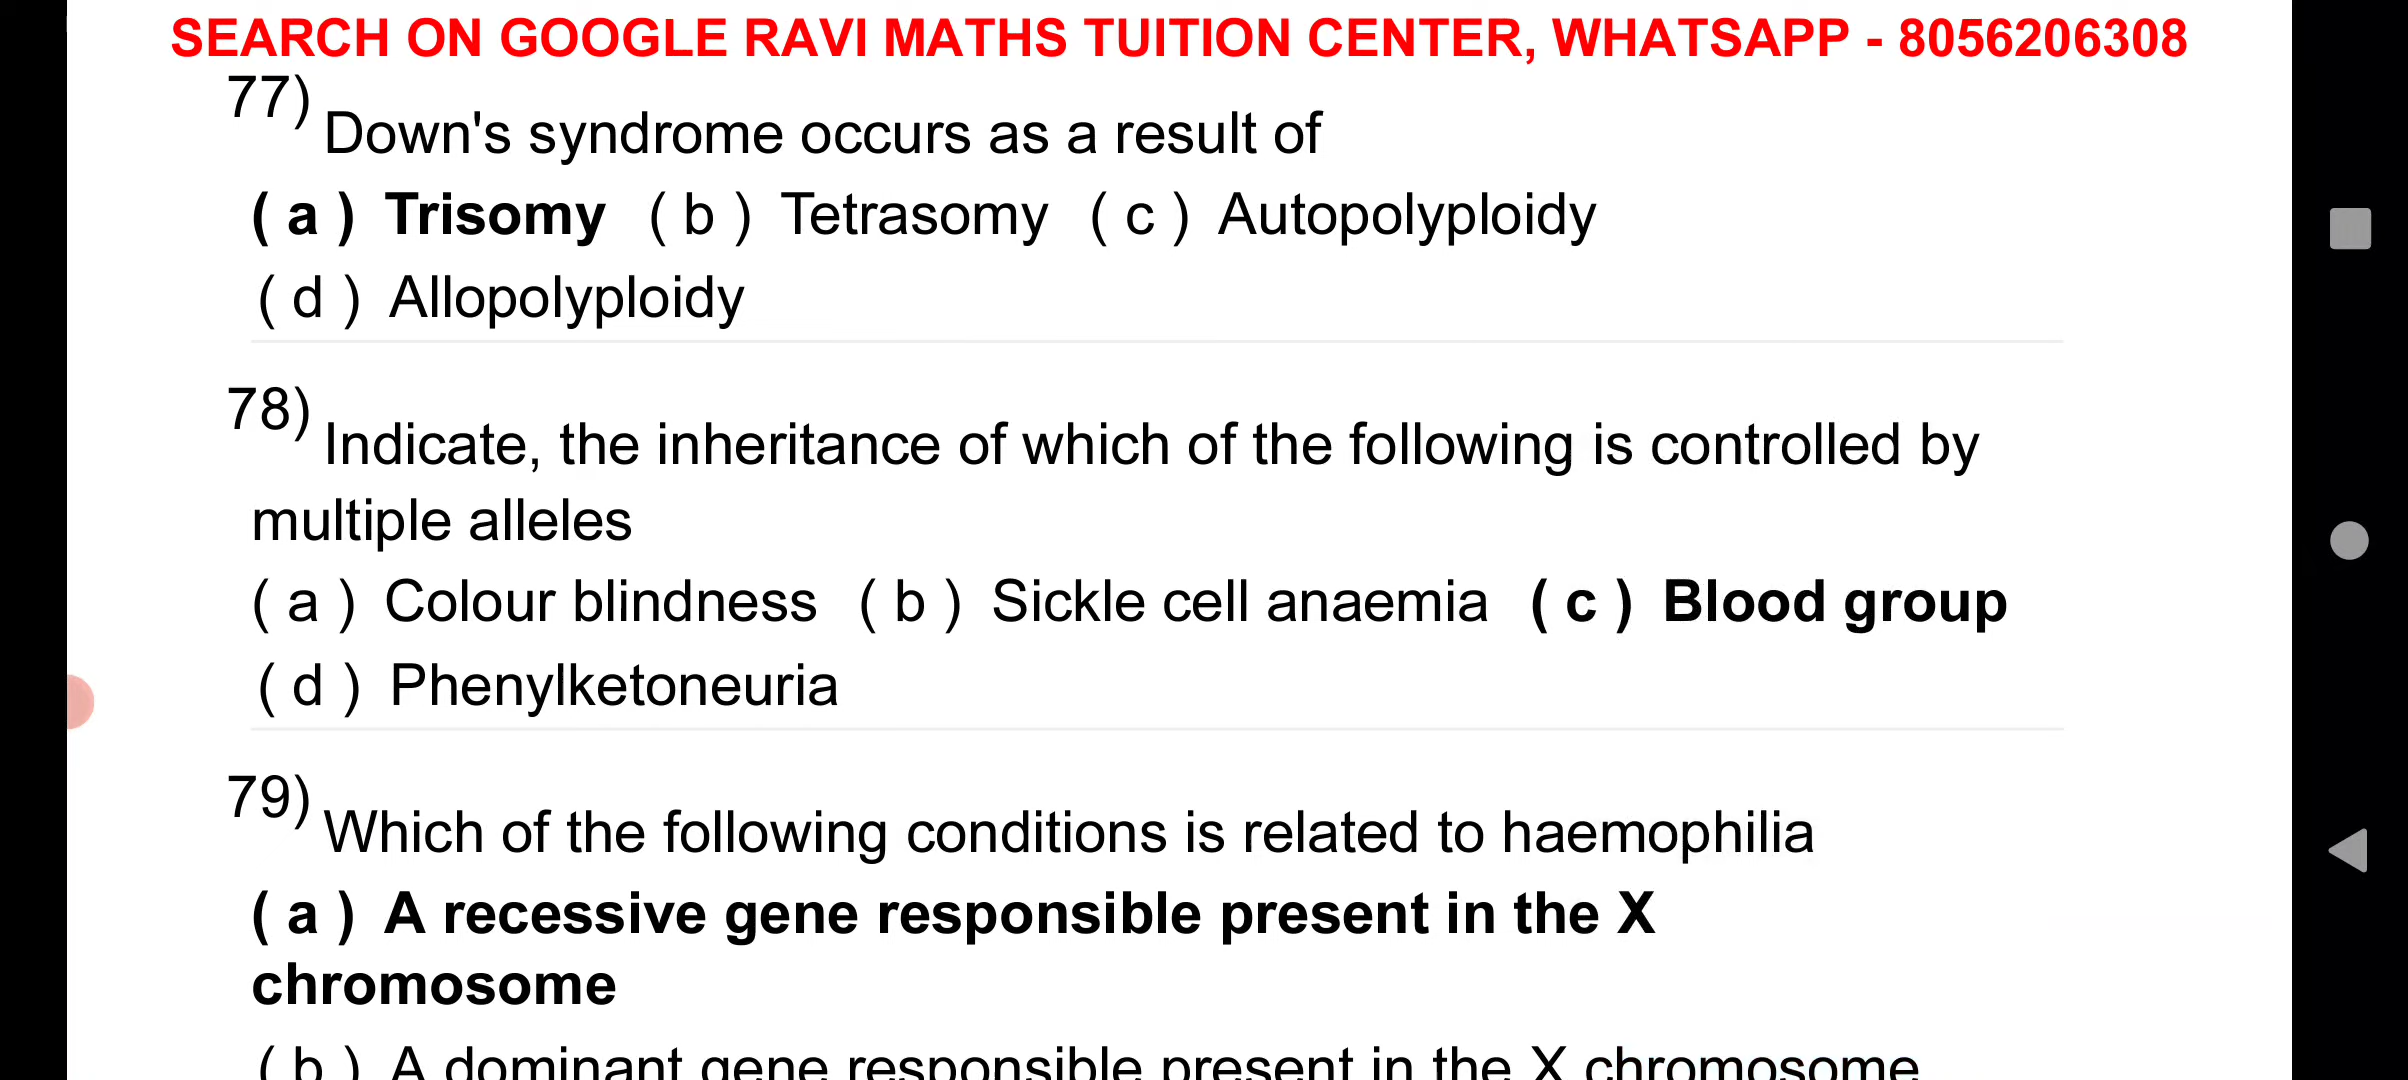 SEARCH ON GOOGLE RAVI MATHS TUITION CENTER, WHATSAPP - 8056206308
77)
Down's syndrome occurs as a result of
( a ) Trisomy ( b ) Tetrasomy ( c ) Autopolyploidy
( d ) Allopolyploidy
78)
Indicate, the inheritance of which of the following is controlled by
multiple alleles
( a ) Colour blindness ( b ) Sickle cell anaemia ( c ) Blood group
( d ) Phenylketoneuria
79)
Which of the following conditions is related to haemophilia
( a ) A recessive gene responsible present in the X
chromosome
( b ) A dominant gene responsible present in the X chromosome